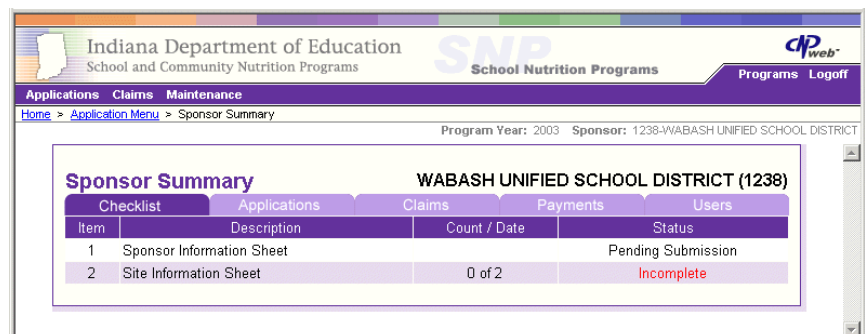 Indiana Department of Education
School and Community Nutrition Programs
SNP
School Nutrition Programs
CNPweb
Programs Logoff
Applications Claims Maintenance
Home > Application Menu > Sponsor Summary
Program Year: 2003 Sponsor: 1238-WABASH UNIFIED SCHOOL DISTRICT
Sponsor Summary WABASH UNIFIED SCHOOL DISTRICT (1238)
Checklist Applications Claims Payments Users
Item Description Count / Date Status
1 Sponsor Information Sheet Pending Submission
2 Site Information Sheet 0 of 2 Incomplete